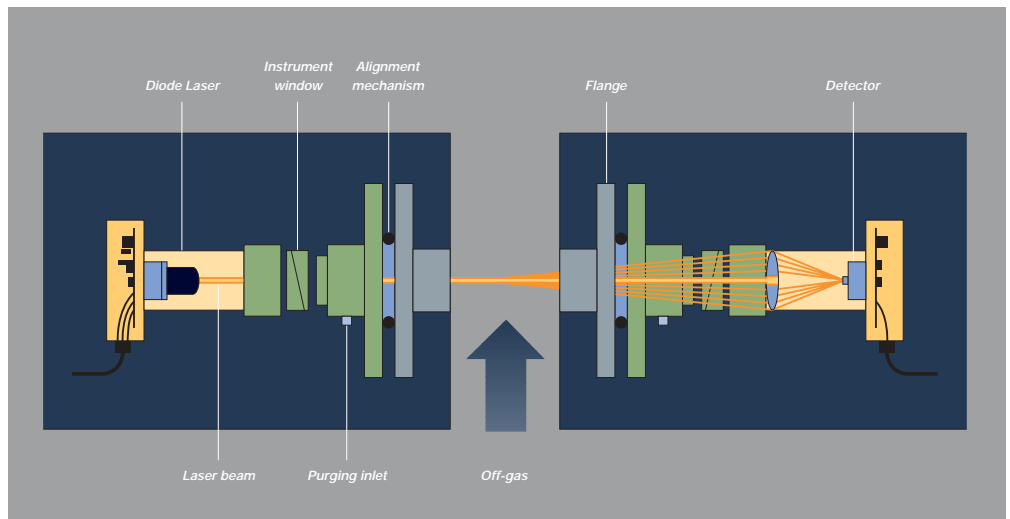 Diode Laser
Instrument
window
Alignment
mechanism
Flange
Detector
Laser beam
Purging inlet
Off-gas